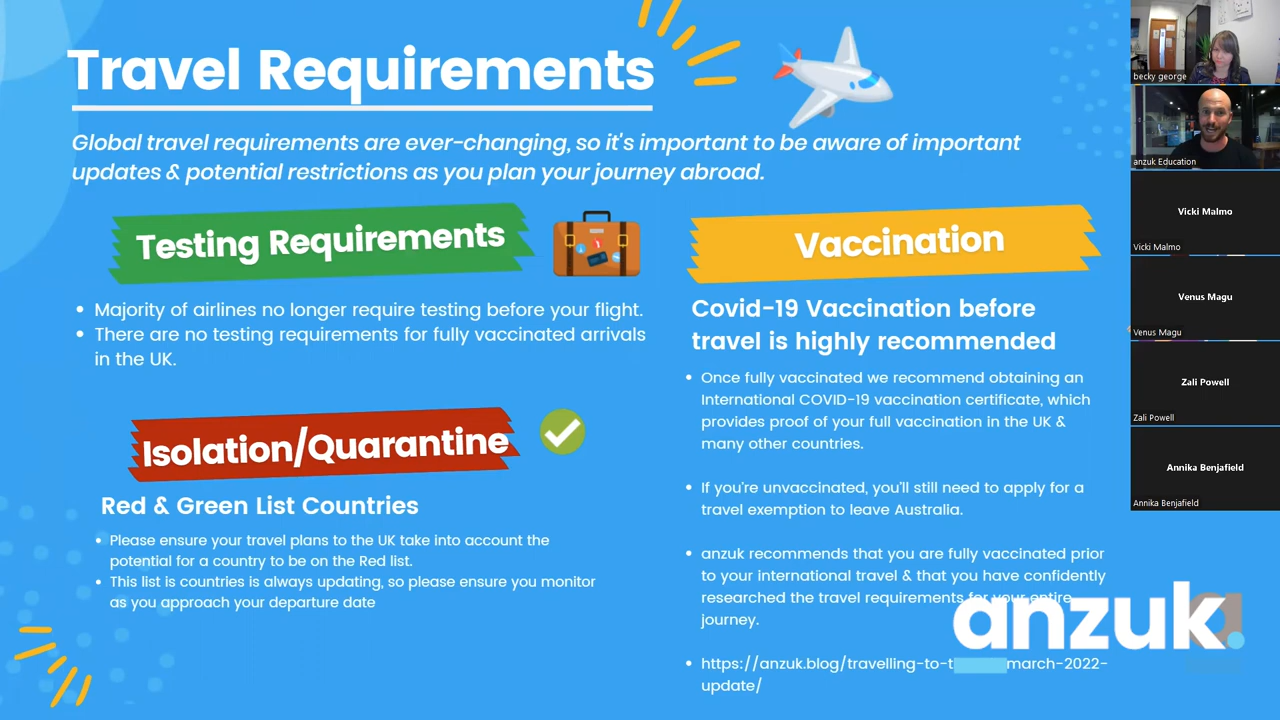 Travel Requirements
Global travel requirements are ever-changing, so it's important to be aware of important
updates & potential restrictions as you plan your journey abroad.
Testing Requirements
Majority of airlines no longer require testing before your flight.
There are no testing requirements for fully vaccinated arrivals
in the UK.
Isolation/Quarantine
Red & Green List Countries
Please ensure your travel plans to the UK take into account the
potential for a country to be on the Red list.
This list is countries is always updating, so please ensure you monitor
as you approach your departure date
Vaccination
Covid-19 Vaccination before
travel is highly recommended
Once fully vaccinated we recommend obtaining an
International COVID-19 vaccination certificate, which
provides proof of your full vaccination in the UK &
many other countries.
If you're unvaccinated, you'll still need to apply for a
travel exemption to leave Australia.
anzuk recommends that you are fully vaccinated prior
to your international travel & that you have confidently
researched the travel requirements for your entire
journey.
https://anzuk.blog/travelling-to-t march-2022-
update/
anzuk.
becky george
anzuk Education
Vicki Malmo
Vicki Malmo
Venus Magu
Venus Magu
Zali Powell
Zali Powell
Annika Benjafield
Annika Benjafield